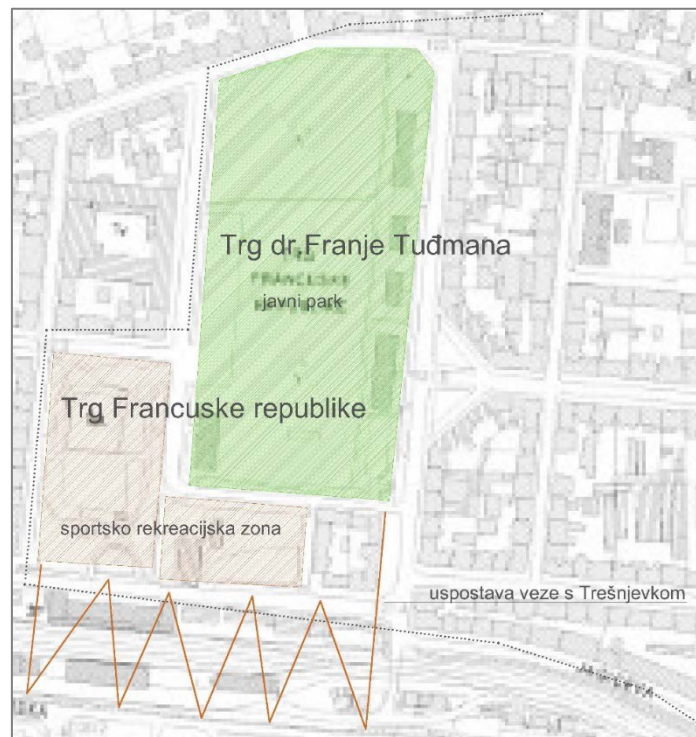 Trg dr.Franje Tuđmana
javni park
Trg Francuske republike
sportsko rekreacijska zona
uspostava veze s Trešnjevkom